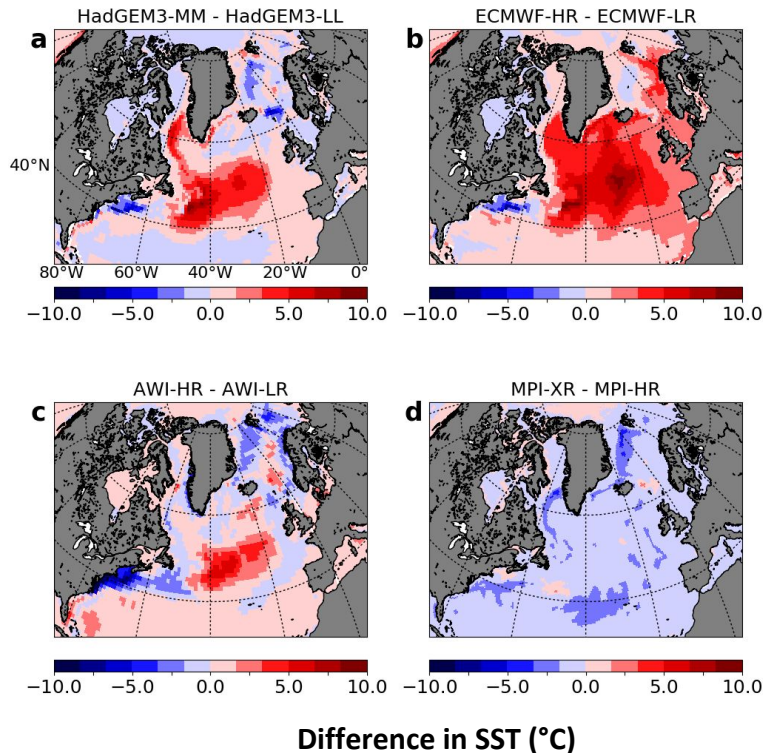 HadGEM3-MM - HadGEM3-LL
ECMWF-HR - ECMWF-LR
a
b
40°N
80°W 60°W 40°W 20°W 0°
−10.0 −5.0 0.0 5.0 10.0
−10.0 −5.0 0.0 5.0 10.0
AWI-HR - AWI-LR
MPI-XR - MPI-HR
c
d
−10.0 −5.0 0.0 5.0 10.0
−10.0 −5.0 0.0 5.0 10.0
Difference in SST (°C)